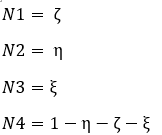 N1 = ζ
N2 = η
N3 = ξ
N4 = 1 − η − ζ − ξ